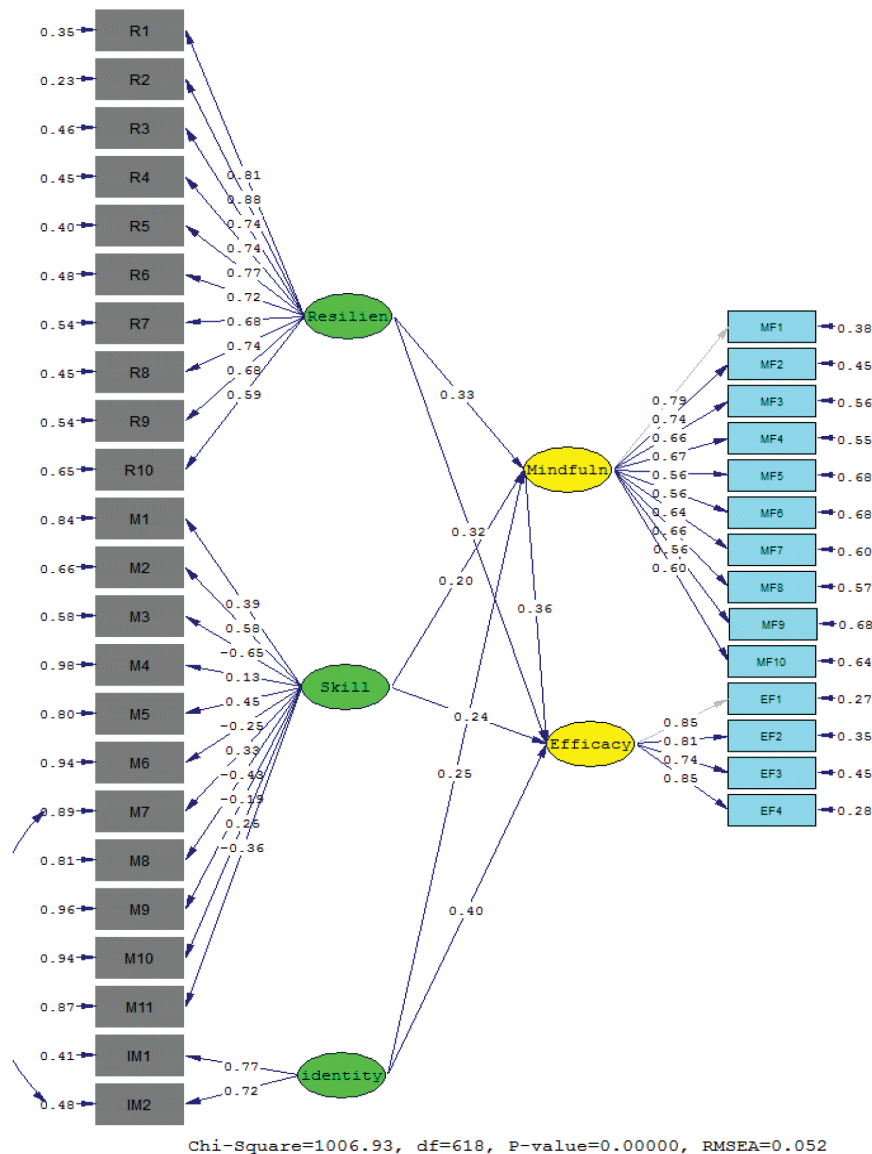 0.35 R1
0.23 R2
0.46 R3
0.45 R4
0.40 R5
0.48 R6
0.54 R7
0.45 R8
0.54 R9
0.65 R10
0.84 M1
0.66 M2
0.58 M3
0.98 M4
0.80 M5
0.94 M6
0.89 M7
0.81 M8
0.96 M9
0.94 M10
0.87 M11
0.41 IM1
0.48 IM2
0.81
0.88
0.74
0.74
0.77
0.72
0.68
0.74
0.68
0.59
0.39
0.58
-0.65
0.13
0.45
-0.25
0.33
-0.43
-0.19
0.25
-0.36
0.77
0.72
Resilien
Skill
identity
0.33
0.32
0.20
0.36
0.24
0.25
0.40
Mindfuln
Efficacy
0.79
0.74
0.66
0.67
0.56
0.56
0.64
0.66
0.56
0.60
0.85
0.81
0.74
0.85
MF1 0.38
MF2 0.45
MF3 0.56
MF4 0.55
MF5 0.68
MF6 0.68
MF7 0.60
MF8 0.57
MF9 0.68
MF10 0.64
EF1 0.27
EF2 0.35
EF3 0.45
EF4 0.28
Chi-Square=1006.93, df=618, P-value=0.00000, RMSEA=0.052